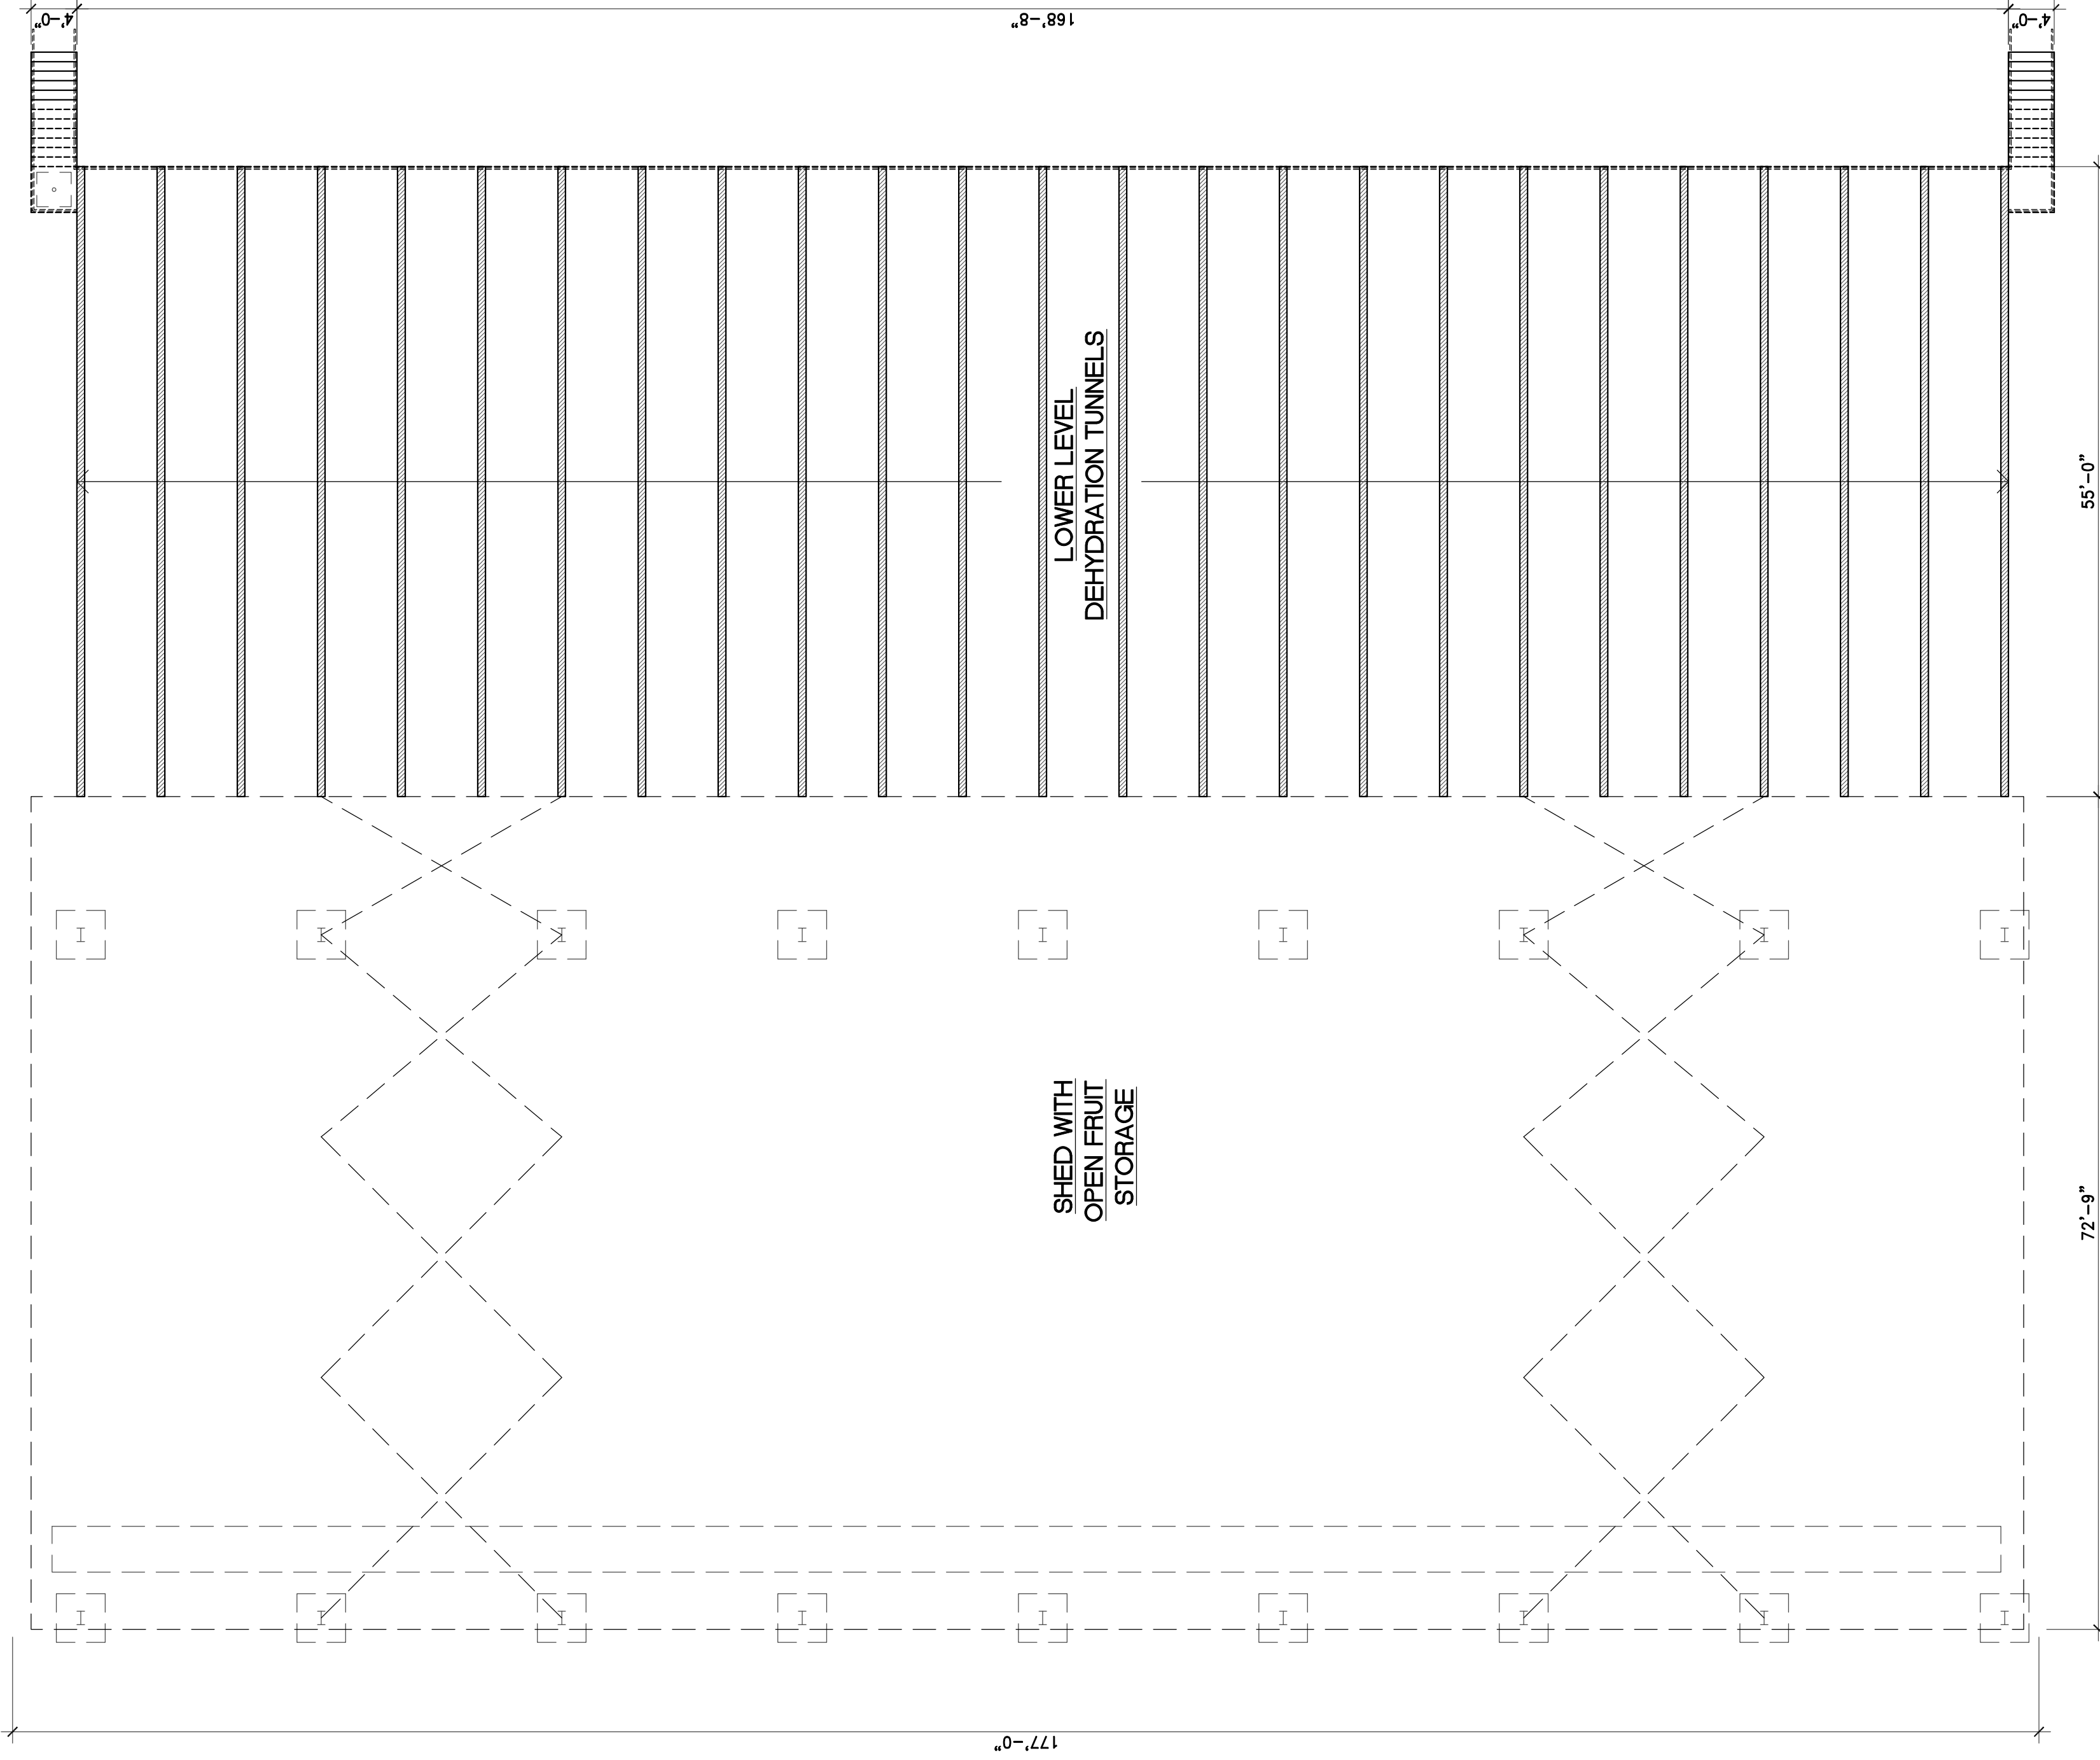 4'-0"
168'-8"
4'-0"
LOWER LEVEL
DEHYDRATION TUNNELS
55'-0"
SHED WITH
OPEN FRUIT
STORAGE
72'-9"
177'-0"